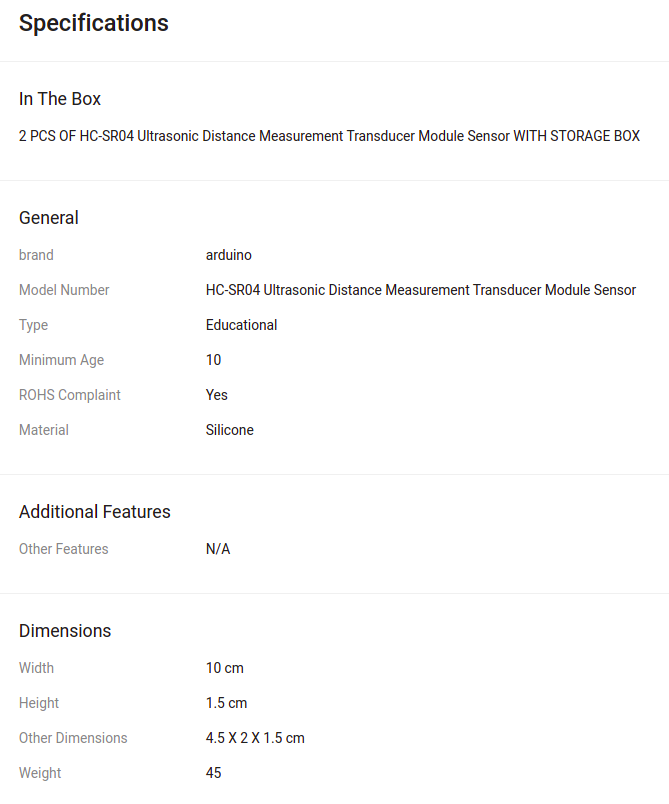 Specifications
In The Box
2 PCS OF HC-SR04 Ultrasonic Distance Measurement Transducer Module Sensor WITH STORAGE BOX
General
brand arduino
Model Number HC-SR04 Ultrasonic Distance Measurement Transducer Module Sensor
Type Educational
Minimum Age 10
ROHS Complaint Yes
Material Silicone
Additional Features
Other Features N/A
Dimensions
Width 10 cm
Height 1.5 cm
Other Dimensions 4.5 X 2 X 1.5 cm
Weight 45